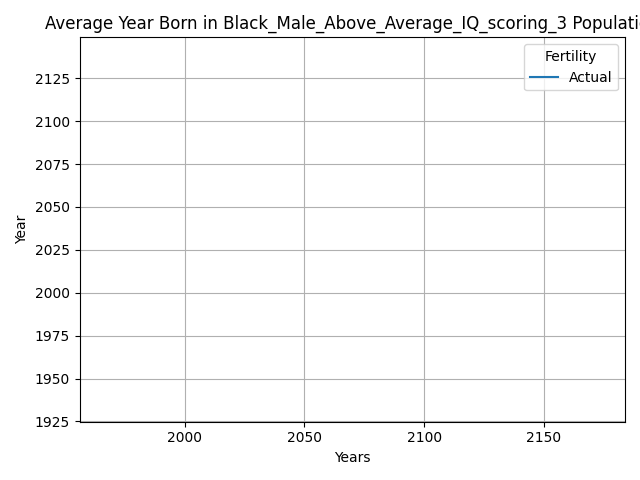 Average Year Born in Black_Male_Above_Average_IQ_scoring_3 Populati
Fertility
Actual
2125
2100
2075
2050
2025
2000
1975
1950
1925
Year
2000
2050
2100
2150
Years